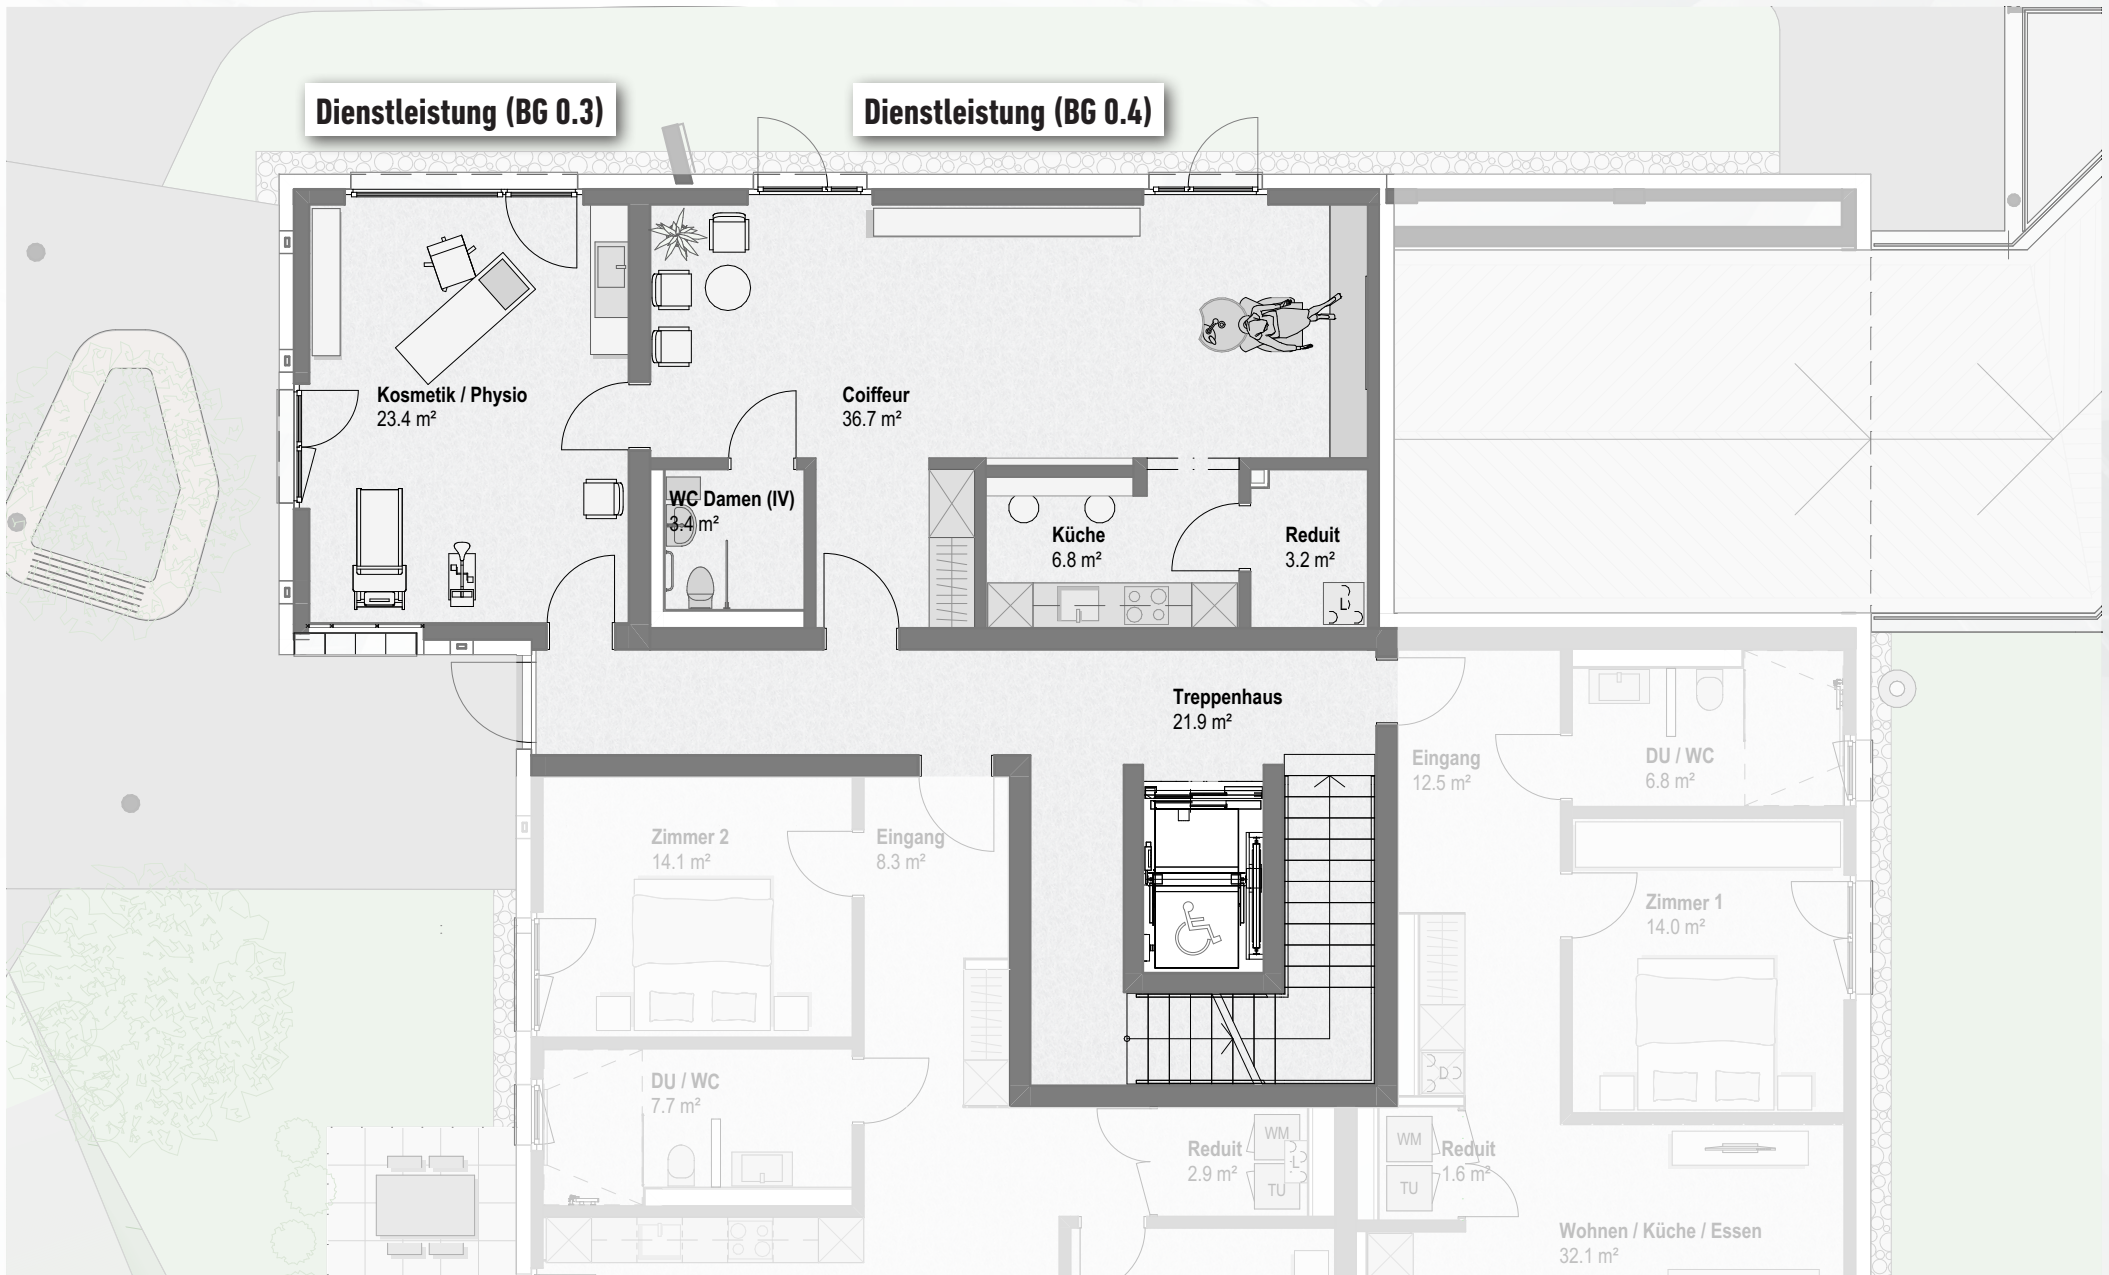 Dienstleistung (BG 0.3)
Dienstleistung (BG 0.4)
Kosmetik / Physio
23.4 m²
Coiffeur
36.7 m²
WC Damen (IV)
3.4 m²
Küche
6.8 m²
Reduit
3.2 m²
L
Treppenhaus
21.9 m²
Eingang
12.5 m²
DU / WC
6.8 m²
Zimmer 2
14.1 m²
Eingang
8.3 m²
Zimmer 1
14.0 m²
D
DU / WC
7.7 m²
Reduit
2.9 m²
WM
L
TU
WM
TU
Reduit
1.6 m²
Wohnen / Küche / Essen
32.1 m²